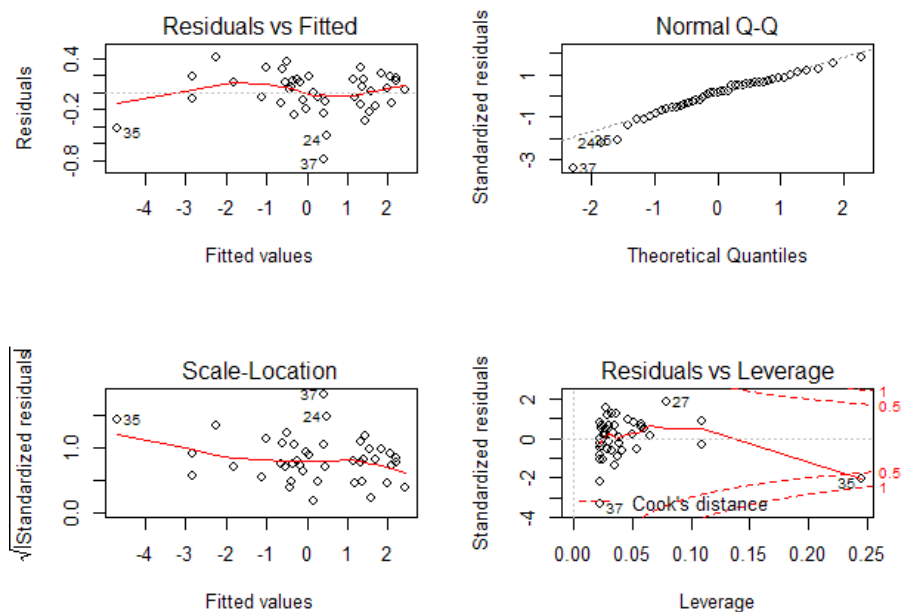 Residuals vs Fitted
Residuals
0.4
-0.2
-0.8
35
24
37
-4 -3 -2 -1 0 1 2
Fitted values
Normal Q-Q
Standardized residuals
1
-1
-3
24
35
37
-2 -1 0 1 2
Theoretical Quantiles
Scale-Location
√|Standardized residuals|
1.0
0.0
37
35
24
-4 -3 -2 -1 0 1 2
Fitted values
Residuals vs Leverage
Standardized residuals
2
0
-2
-4
27
1
0.5
0.5
35
1
37
Cook's distance
0.00 0.05 0.10 0.15 0.20 0.25
Leverage